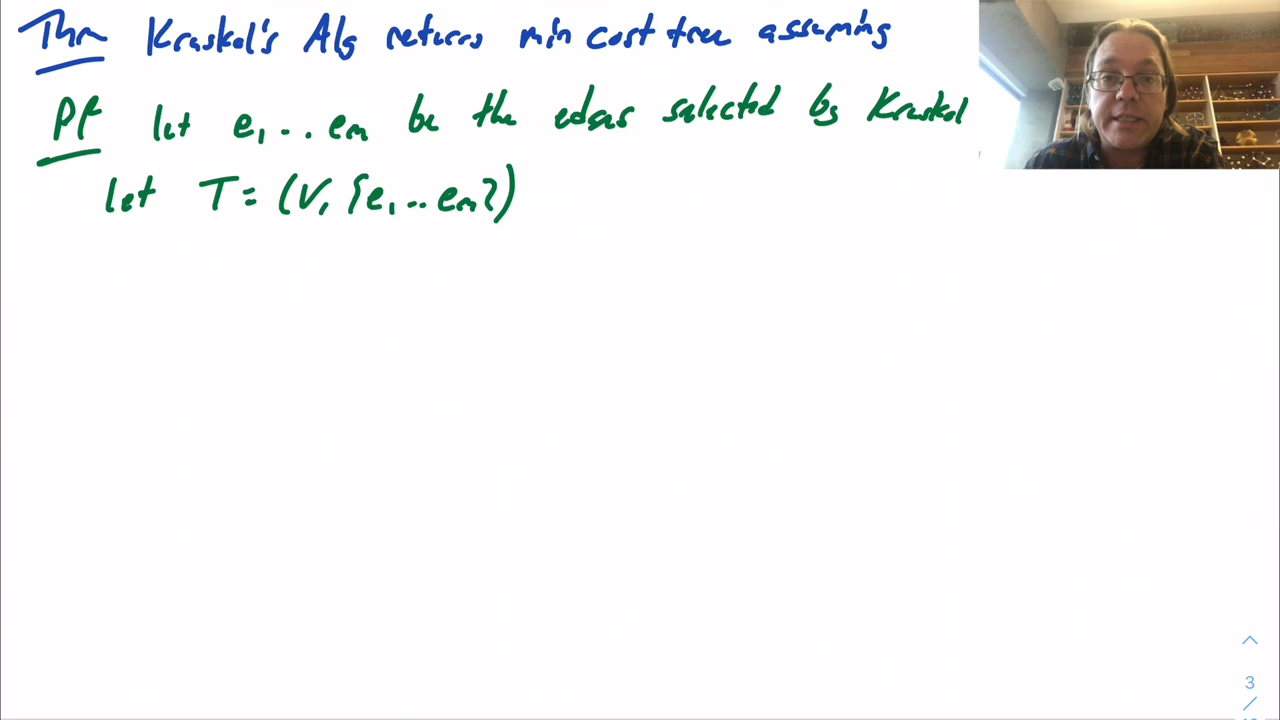 Thm Kruskal's Alg returns min cost tree assuming
Pf let e1, .. em be the edges selected by Kruskal
let T = (V, {e1, .. em})
3
/